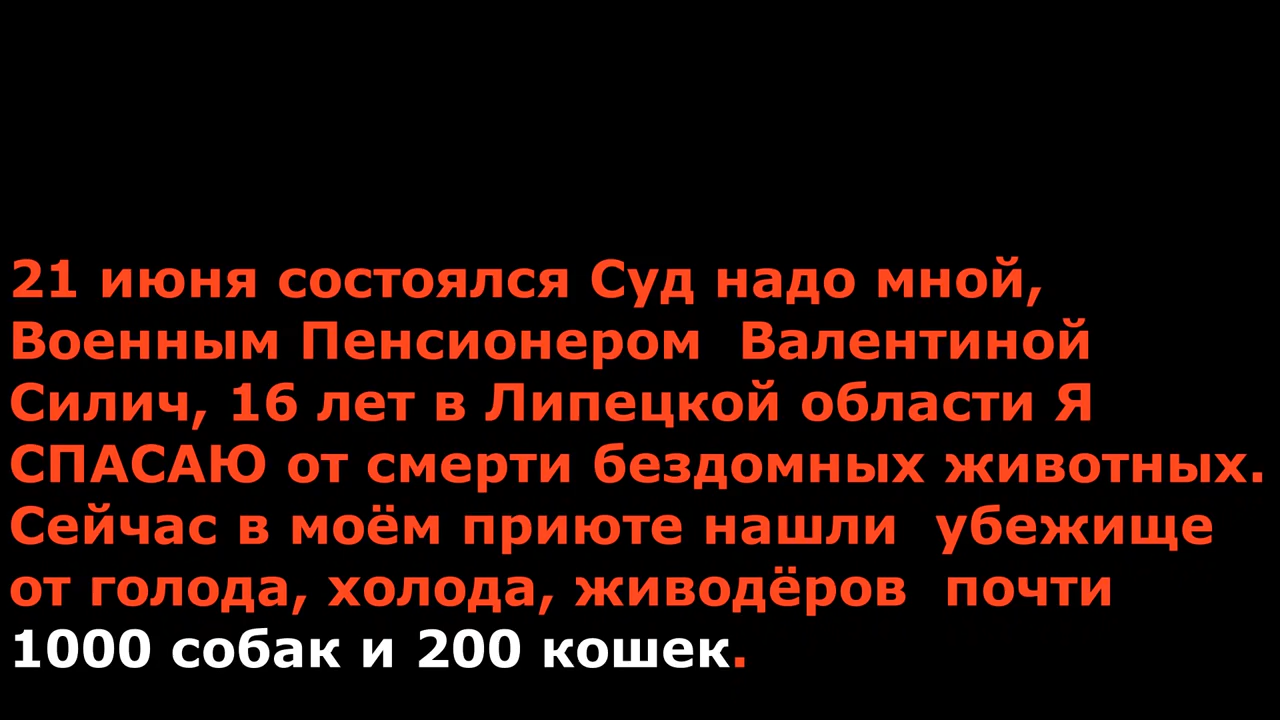 21 июня состоялся Суд надо мной,
Военным Пенсионером  Валентиной
Силич, 16 лет в Липецкой области Я
СПАСАЮ от смерти бездомных животных.
Сейчас в моём приюте нашли  убежище
от голода, холода, живодёров  почти
1000 собак и 200 кошек.